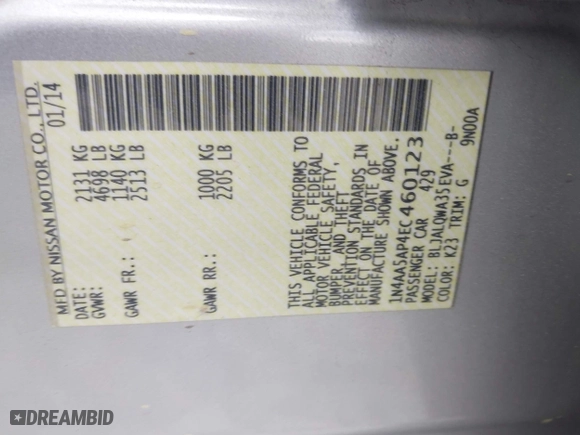 MFD BY NISSAN MOTOR CO., LTD.
DATE: 01/14
GVWR: 2131 KG
4698 LB
GAWR FR.: 1140 KG
2513 LB
GAWR RR.: 1000 KG
2205 LB
THIS VEHICLE CONFORMS TO
ALL APPLICABLE FEDERAL
MOTOR VEHICLE SAFETY,
BUMPER, AND THEFT
PREVENTION STANDARDS IN
EFFECT ON THE DATE OF
MANUFACTURE SHOWN ABOVE.
1N4AA5AP4EC460123
PASSENGER CAR 429
MODEL: BLJALQWA35EVA---B-
COLOR: K23 TRIM: G 9N00A
DREAMBID